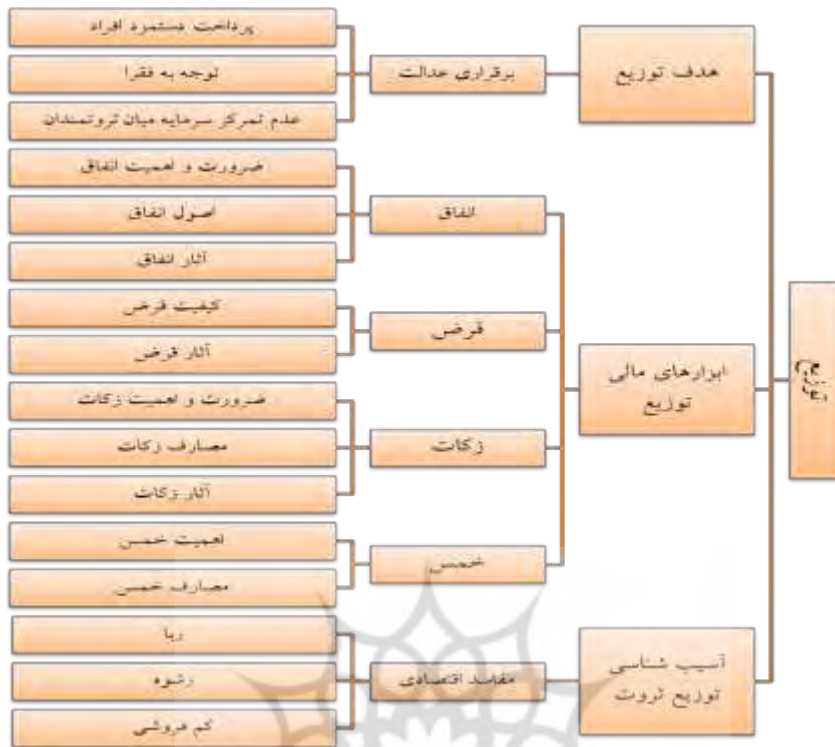 توزیع
هدف توزیع
برقراری عدالت
پرداخت دستمزد افراد
توجه به فقرا
عدم تمرکز سرمایه میان ثروتمندان
ابزارهای مالی
توزیع
انفاق
ضرورت و اهمیت انفاق
اصول انفاق
آثار انفاق
قرض
کیفیت قرض
آثار قرض
زکات
ضرورت و اهمیت زکات
مصارف زکات
آثار زکات
خمس
اهمیت خمس
مصارف خمس
آسیب شناسی
توزیع ثروت
مفاسد اقتصادی
ربا
رشوه
کم فروشی